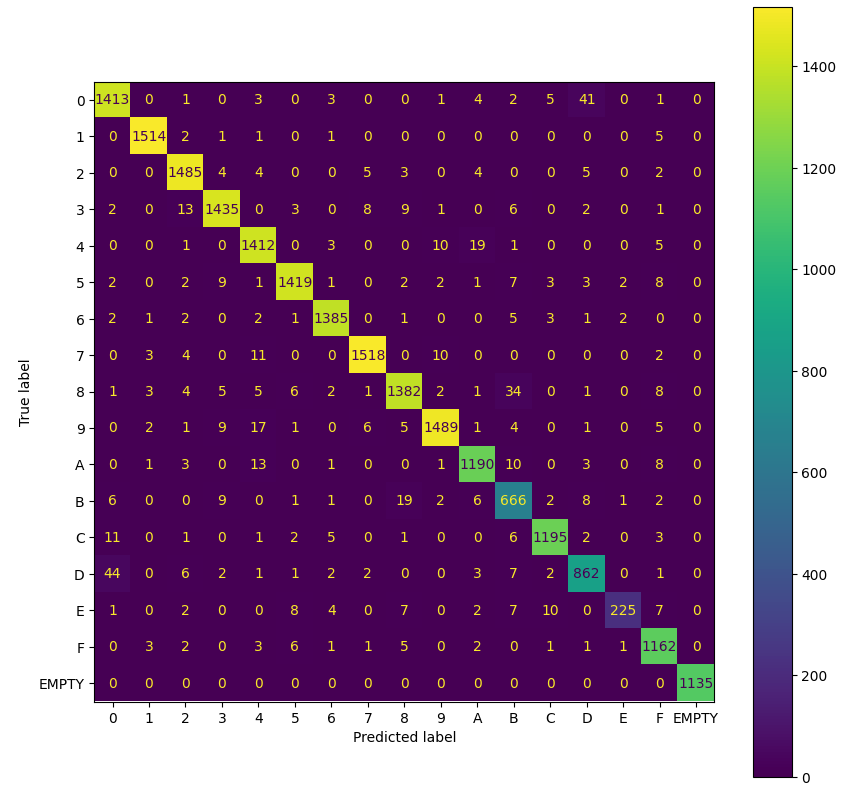 0 1413 0 1 0 3 0 3 0 0 1 4 2 5 41 0 1 0
1 0 1514 2 1 1 0 1 0 0 0 0 0 0 0 0 5 0
2 0 0 1485 4 4 0 0 5 3 0 4 0 0 5 0 2 0
3 2 0 13 1435 0 3 0 8 9 1 0 6 0 2 0 1 0
4 0 0 1 0 1412 0 3 0 0 10 19 1 0 0 0 5 0
5 2 0 2 9 1 1419 1 0 2 2 1 7 3 3 2 8 0
6 2 1 2 0 2 1 1385 0 1 0 0 5 3 1 2 0 0
7 0 3 4 0 11 0 0 1518 0 10 0 0 0 0 0 2 0
8 1 3 4 5 5 6 2 1 1382 2 1 34 0 1 0 8 0
9 0 2 1 9 17 1 0 6 5 1489 1 4 0 1 0 5 0
A 0 1 3 0 13 0 1 0 0 1 1190 10 0 3 0 8 0
B 6 0 0 9 0 1 1 0 19 2 6 666 2 8 1 2 0
C 11 0 1 0 1 2 5 0 1 0 0 6 1195 2 0 3 0
D 44 0 6 2 1 1 2 2 0 0 3 7 2 862 0 1 0
E 1 0 2 0 0 8 4 0 7 0 2 7 10 0 225 7 0
F 0 3 2 0 3 6 1 1 5 0 2 0 1 1 1 1162 0
EMPTY 0 0 0 0 0 0 0 0 0 0 0 0 0 0 0 0 1135
0 1 2 3 4 5 6 7 8 9 A B C D E F EMPTY
Predicted label
True label
1400
1200
1000
800
600
400
200
0